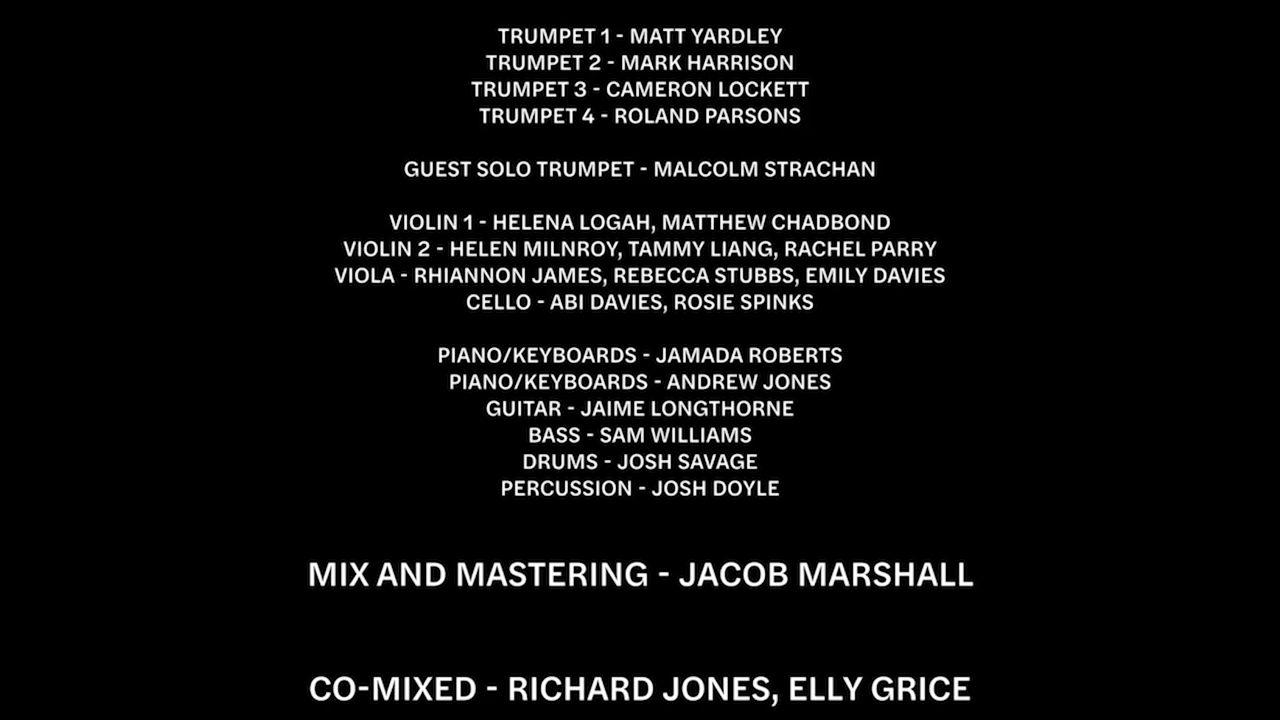 TRUMPET 1 - MATT YARDLEY
TRUMPET 2 - MARK HARRISON
TRUMPET 3 - CAMERON LOCKETT
TRUMPET 4 - ROLAND PARSONS
GUEST SOLO TRUMPET - MALCOLM STRACHAN
VIOLIN 1 - HELENA LOGAH, MATTHEW CHADBOND
VIOLIN 2 - HELEN MILNROY, TAMMY LIANG, RACHEL PARRY
VIOLA - RHIANNON JAMES, REBECCA STUBBS, EMILY DAVIES
CELLO - ABI DAVIES, ROSIE SPINKS
PIANO/KEYBOARDS - JAMADA ROBERTS
PIANO/KEYBOARDS - ANDREW JONES
GUITAR - JAIME LONGTHORNE
BASS - SAM WILLIAMS
DRUMS - JOSH SAVAGE
PERCUSSION - JOSH DOYLE
MIX AND MASTERING - JACOB MARSHALL
CO-MIXED - RICHARD JONES, ELLY GRICE